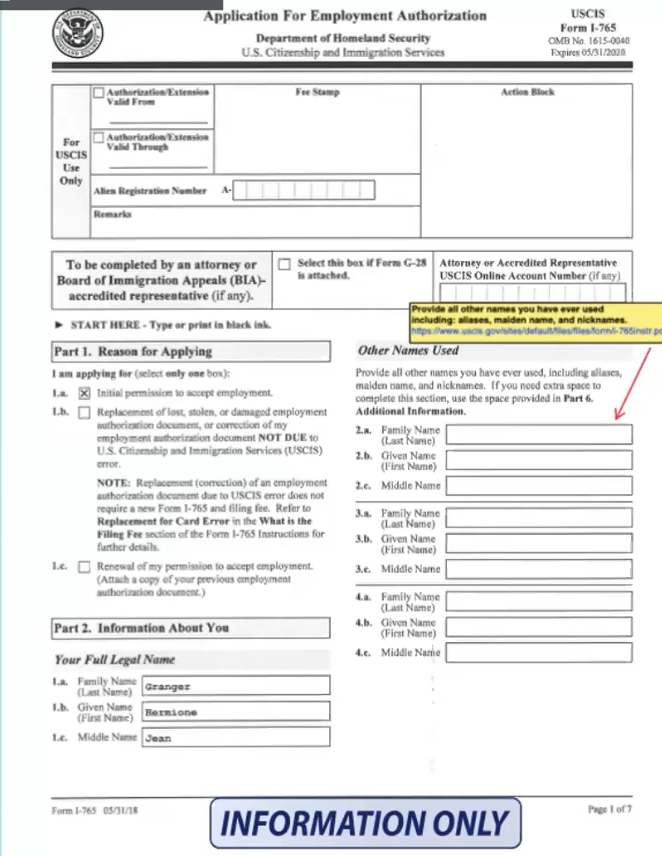 Application For Employment Authorization
Department of Homeland Security
U.S. Citizenship and Immigration Services
USCIS
Form I-765
OMB No. 1615-0040
Expires 05/31/2020
For
USCIS
Use
Only
Authorization/Extension
Valid From
Authorization/Extension
Valid Through
Alien Registration Number A-
Remarks
Fee Stamp
Action Block
To be completed by an attorney or
Board of Immigration Appeals (BIA)-
accredited representative (if any).
Select this box if Form G-28
is attached.
Attorney or Accredited Representative
USCIS Online Account Number (if any)
► START HERE - Type or print in black ink.
Provide all other names you have ever used
including: aliases, maiden name, and nicknames.
https://www.uscis.gov/sites/default/files/files/form/i-765instr.pd
Part 1. Reason for Applying
I am applying for (select only one box):
1.a. Initial permission to accept employment.
1.b. Replacement of lost, stolen, or damaged employment
authorization document, or correction of my
employment authorization document NOT DUE to
U.S. Citizenship and Immigration Services (USCIS)
error.
NOTE: Replacement (correction) of an employment
authorization document due to USCIS error does not
require a new Form I-765 and filing fee. Refer to
Replacement for Card Error in the What is the
Filing Fee section of the Form I-765 Instructions for
further details.
1.c. Renewal of my permission to accept employment.
(Attach a copy of your previous employment
authorization document.)
Part 2. Information About You
Your Full Legal Name
1.a. Family Name
(Last Name) Granger
1.b. Given Name
(First Name) Hermione
1.c. Middle Name Jean
Other Names Used
Provide all other names you have ever used, including aliases,
maiden name, and nicknames. If you need extra space to
complete this section, use the space provided in Part 6.
Additional Information.
2.a. Family Name
(Last Name)
2.b. Given Name
(First Name)
2.c. Middle Name
3.a. Family Name
(Last Name)
3.b. Given Name
(First Name)
3.c. Middle Name
4.a. Family Name
(Last Name)
4.b. Given Name
(First Name)
4.c. Middle Name
Form I-765 05/31/18
INFORMATION ONLY
Page 1 of 7